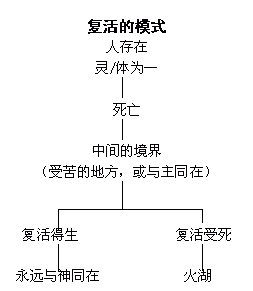 复活的模式
人存在
灵/体为一
死亡
中间的境界
(受苦的地方，或与主同在)
复活得生
复活受死
永远与神同在
火湖